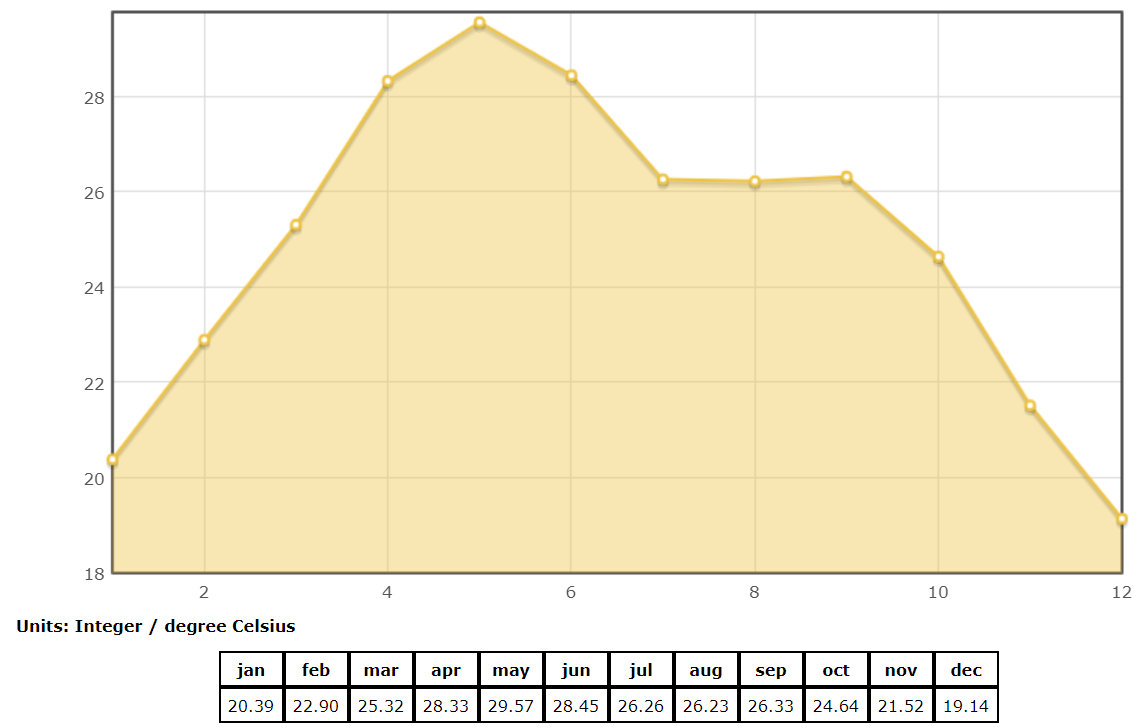 28
26
24
22
20
18
2 4 6 8 10 12
Units: Integer / degree Celsius
jan feb mar apr may jun jul aug sep oct nov dec
20.39 22.90 25.32 28.33 29.57 28.45 26.26 26.23 26.33 24.64 21.52 19.14